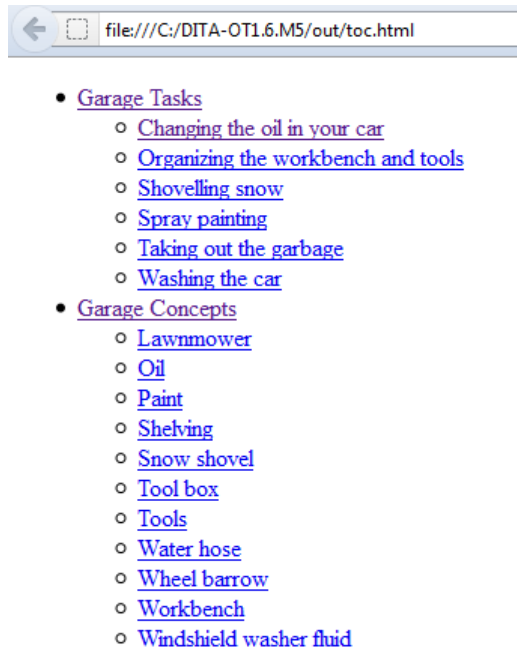 file:///C:/DITA-OT1.6.M5/out/toc.html
Garage Tasks
Changing the oil in your car
Organizing the workbench and tools
Shovelling snow
Spray painting
Taking out the garbage
Washing the car
Garage Concepts
Lawnmower
Oil
Paint
Shelving
Snow shovel
Tool box
Tools
Water hose
Wheel barrow
Workbench
Windshield washer fluid